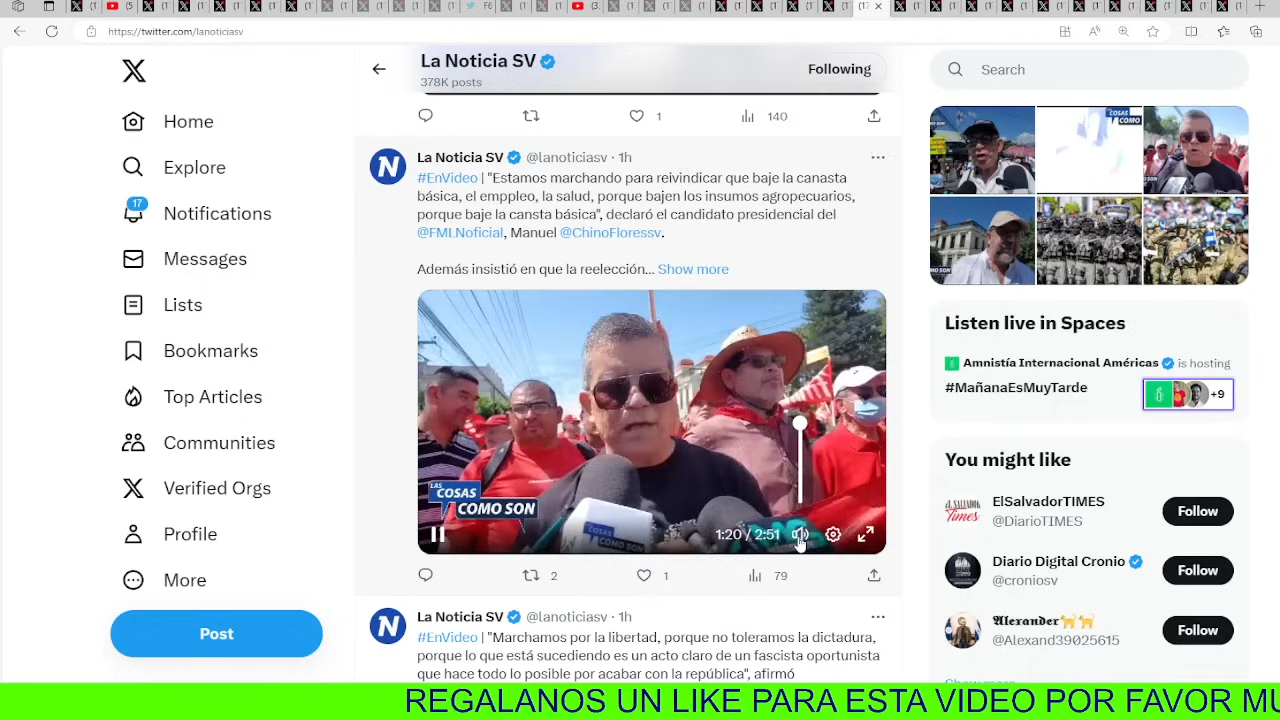 https://twitter.com/lanoticiasv
Home
Explore
17
Notifications
Messages
Lists
Bookmarks
Top Articles
Communities
Verified Orgs
Profile
More
Post
La Noticia SV
378K posts
Following
1
140
La Noticia SV @lanoticiasv · 1h
#EnVideo | "Estamos marchando para reivindicar que baje la canasta
básica, el emppleo, la salud, porque bajen los insumos agropecuarios,
porque baje la cansta básica", declaró el candidato presidencial del
@FMLNoficial, Manuel @ChinoFloressv.
Además insistió en que la reelección... Show more
LAS
COSAS
COMO SON
1:20 / 2:51
2
1
79
La Noticia SV @lanoticiasv · 1h
#EnVideo | "Marchamos por la libertad, porque no toleramos la dictadura,
porque lo que está sucediendo es un acto claro de un fascista oportunista
que hace todo lo posible por acabar con la república", afirmó
Search
COSAS
COMO
Listen live in Spaces
Amnistía Internacional Américas is hosting
#MañanaEsMuyTarde
+9
You might like
ElSalvadorTIMES
@DiarioTIMES
Follow
Diario Digital Cronio
@croniosv
Follow
𝕬𝖑𝖊𝖝𝖆𝖓𝖉𝖊𝖗
@Alexand39025615
Follow
REGALANOS UN LIKE PARA ESTA VIDEO POR FAVOR MU